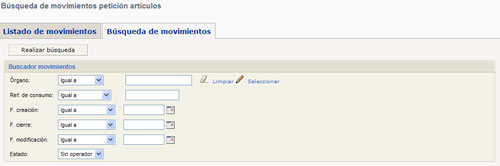 Búsqueda de movimientos petición artículos
Listado de movimientos Búsqueda de movimientos
Realizar búsqueda
Buscador movimientos
Órgano: Igual a Limpiar Seleccionar
Ref. de consumo: Igual a
F. creación: Igual a
F. cierre: Igual a
F. modificación: Igual a
Estado: Sin operador